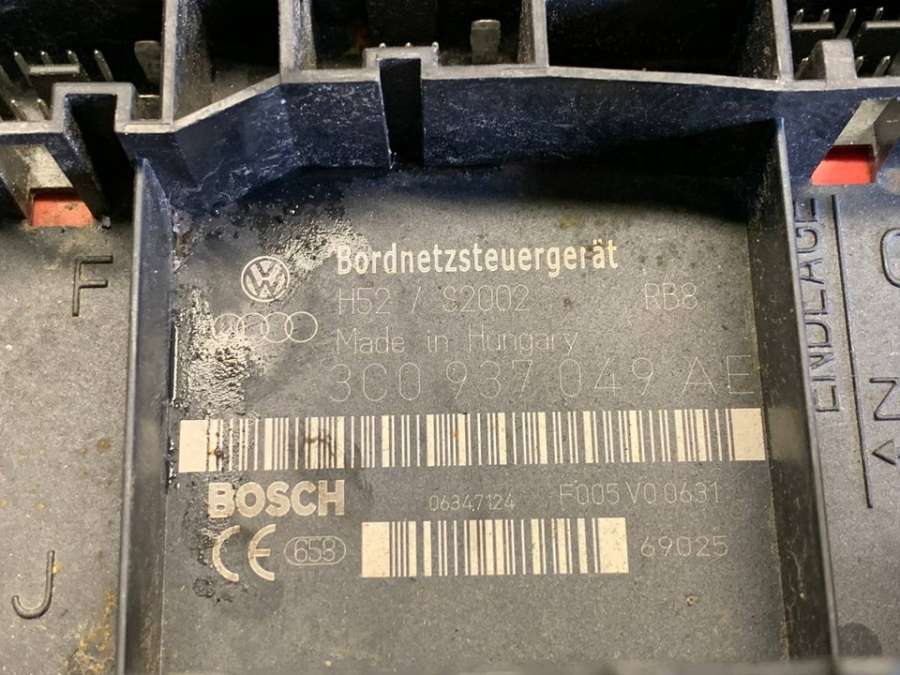 Bordnetzsteuergerät
H52 / S2002 RB8
Made in Hungary
3C0 937 049 AE
BOSCH 06347124 F005 V0 0631
CE 653 69025
F
J
ENDLAGE
N